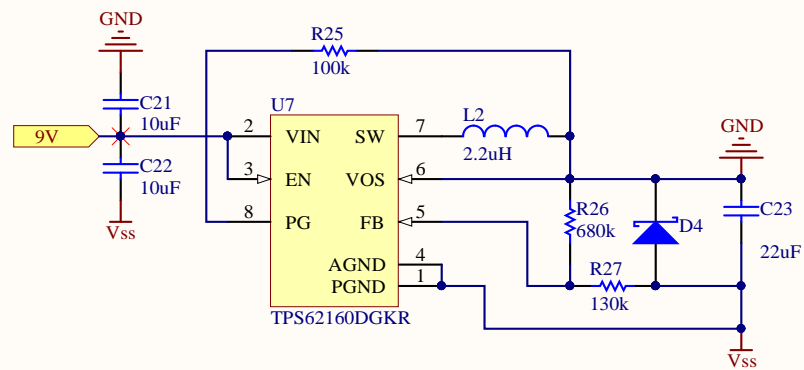 GND
R25
100k
C21
10uF
U7
L2
2.2uH
GND
9V
2
VIN
SW
7
C22
10uF
3
EN
VOS
6
R26
680k
C23
22uF
8
PG
FB
5
D4
Vss
AGND
4
PGND
1
R27
130k
TPS62160DGKR
Vss